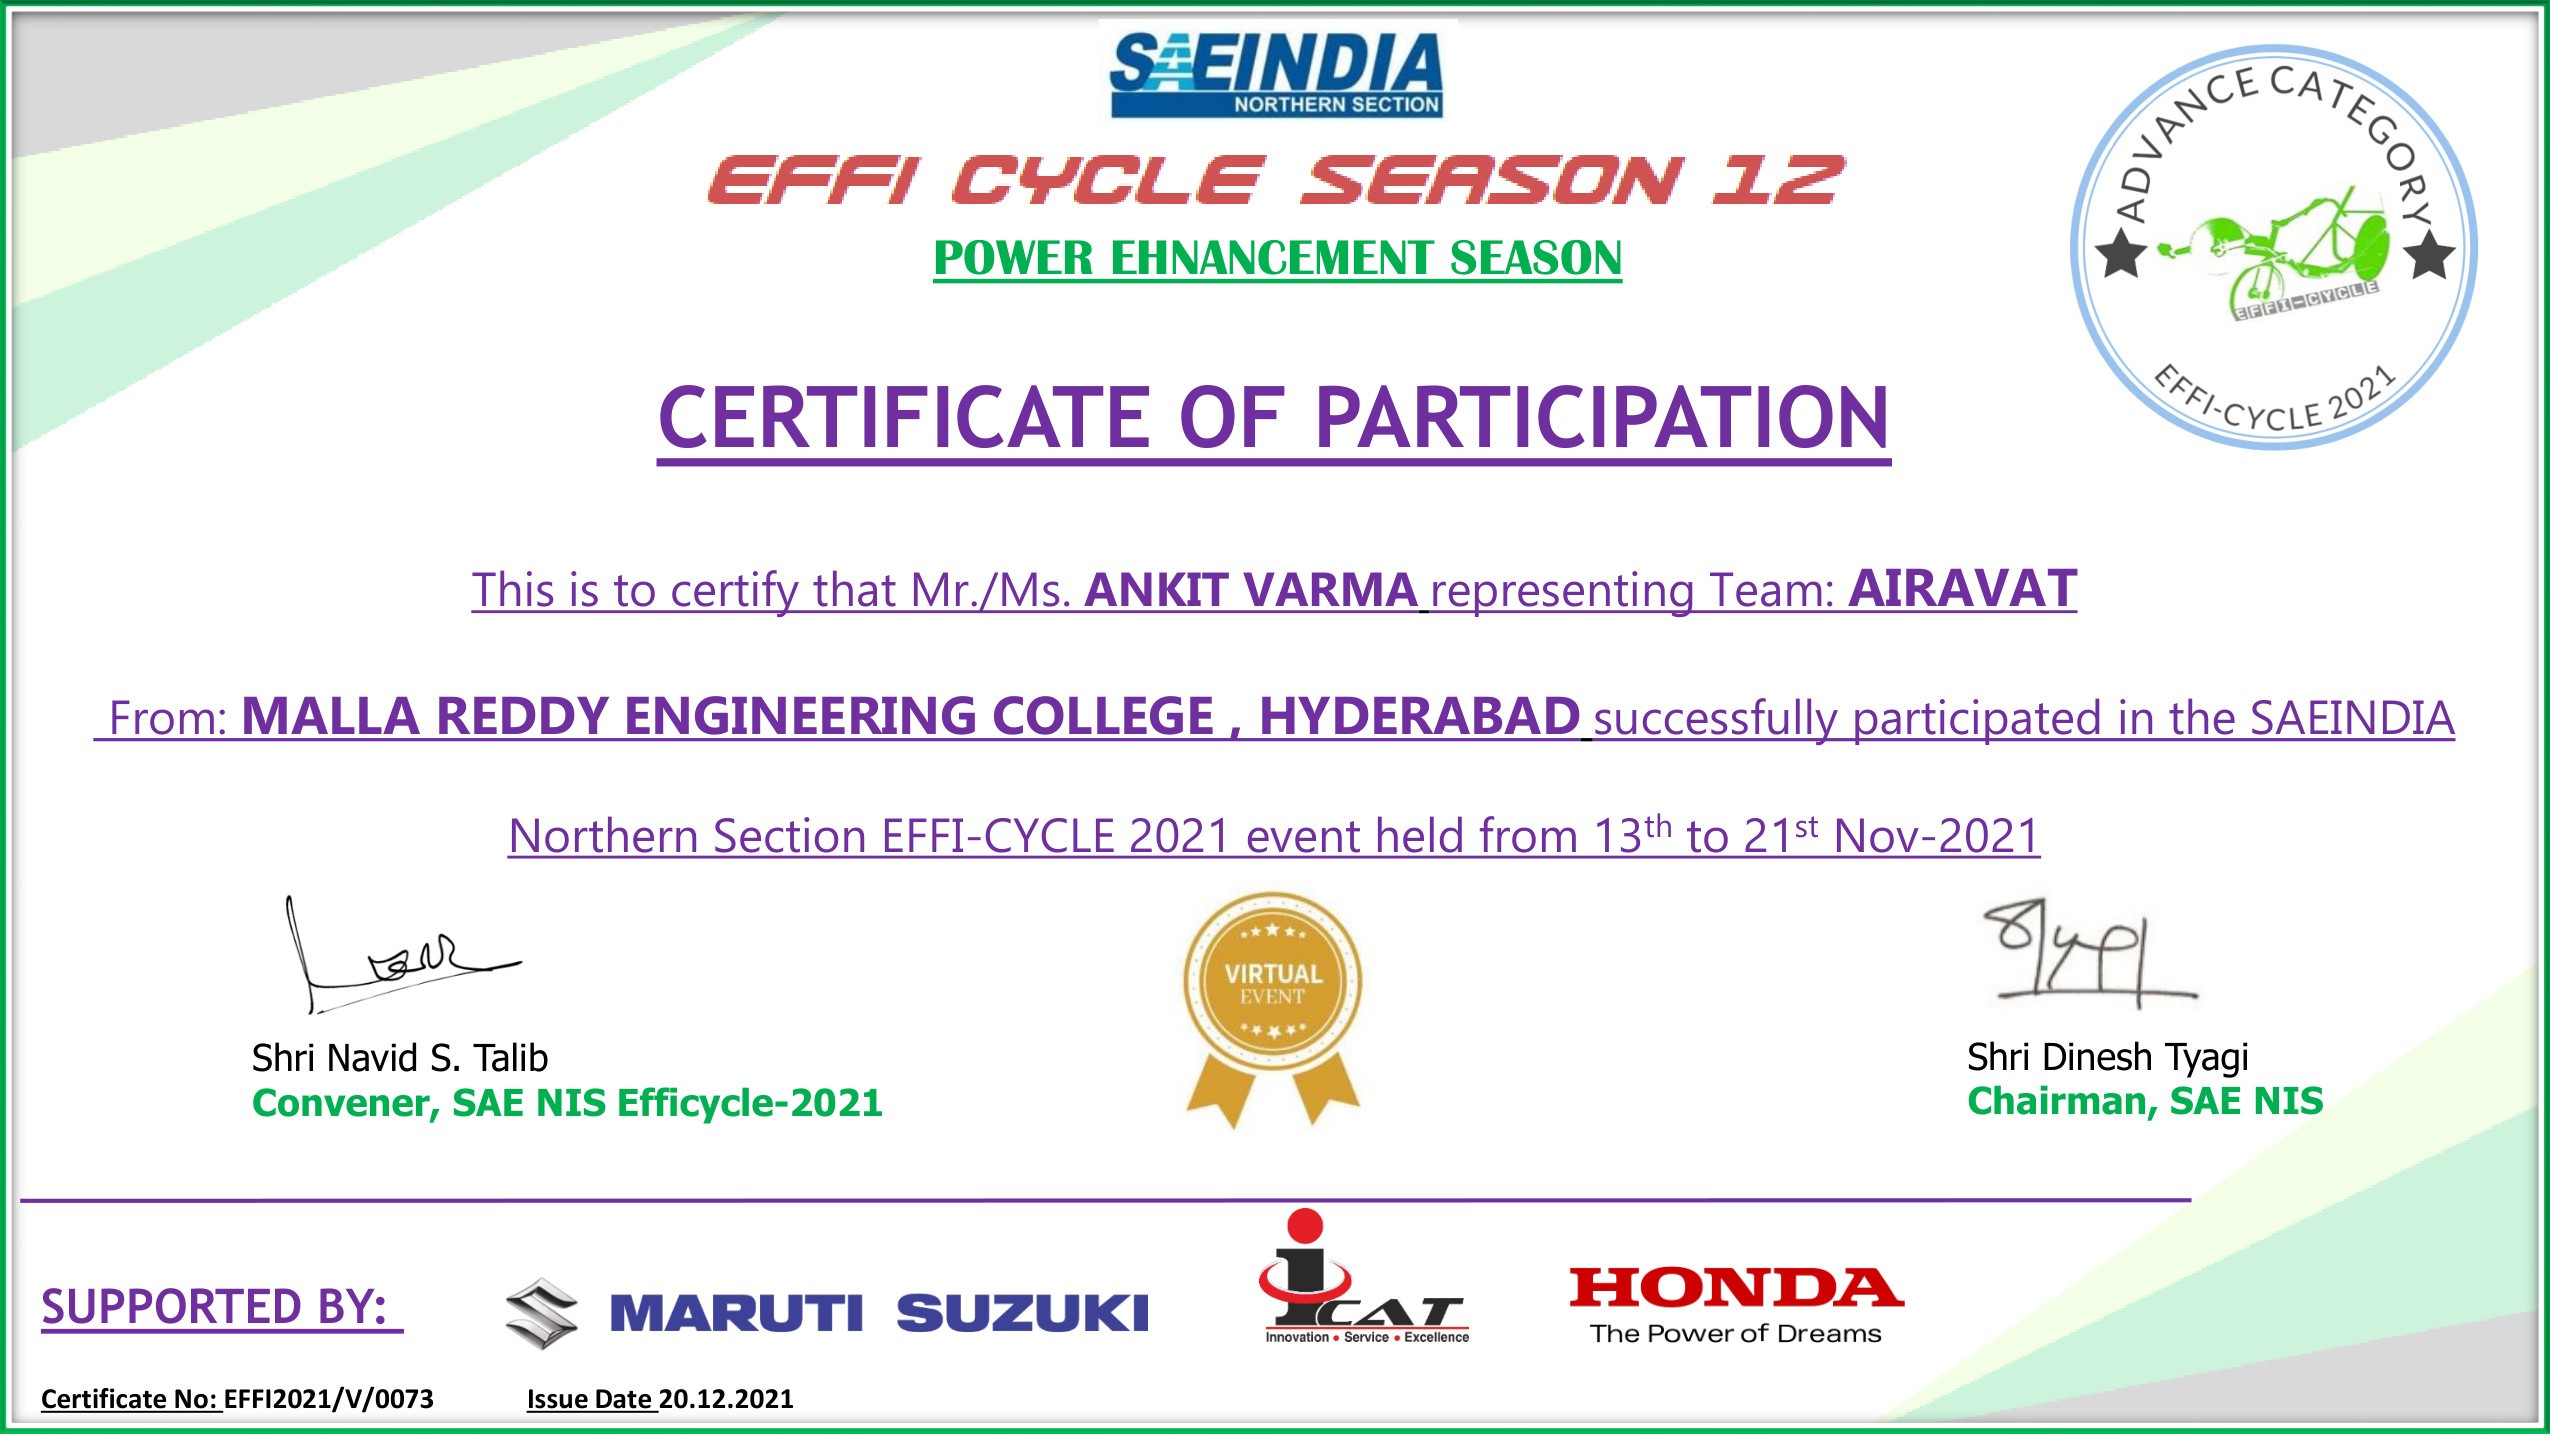 SAEINDIA
NORTHERN SECTION
EFFI CYCLE SEASON 12
POWER EHNANCEMENT SEASON
ADVANCE CATEGORY
EFFI-CYCLE
EFFI-CYCLE 2021
CERTIFICATE OF PARTICIPATION
This is to certify that Mr./Ms. ANKIT VARMA representing Team: AIRAVAT
From: MALLA REDDY ENGINEERING COLLEGE , HYDERABAD successfully participated in the SAEINDIA
Northern Section EFFI-CYCLE 2021 event held from 13th to 21st Nov-2021
VIRTUAL
EVENT
Shri Navid S. Talib
Convener, SAE NIS Efficycle-2021
Shri Dinesh Tyagi
Chairman, SAE NIS
SUPPORTED BY:
MARUTI SUZUKI
iCAT
Innovation • Service • Excellence
HONDA
The Power of Dreams
Certificate No: EFFI2021/V/0073 Issue Date 20.12.2021